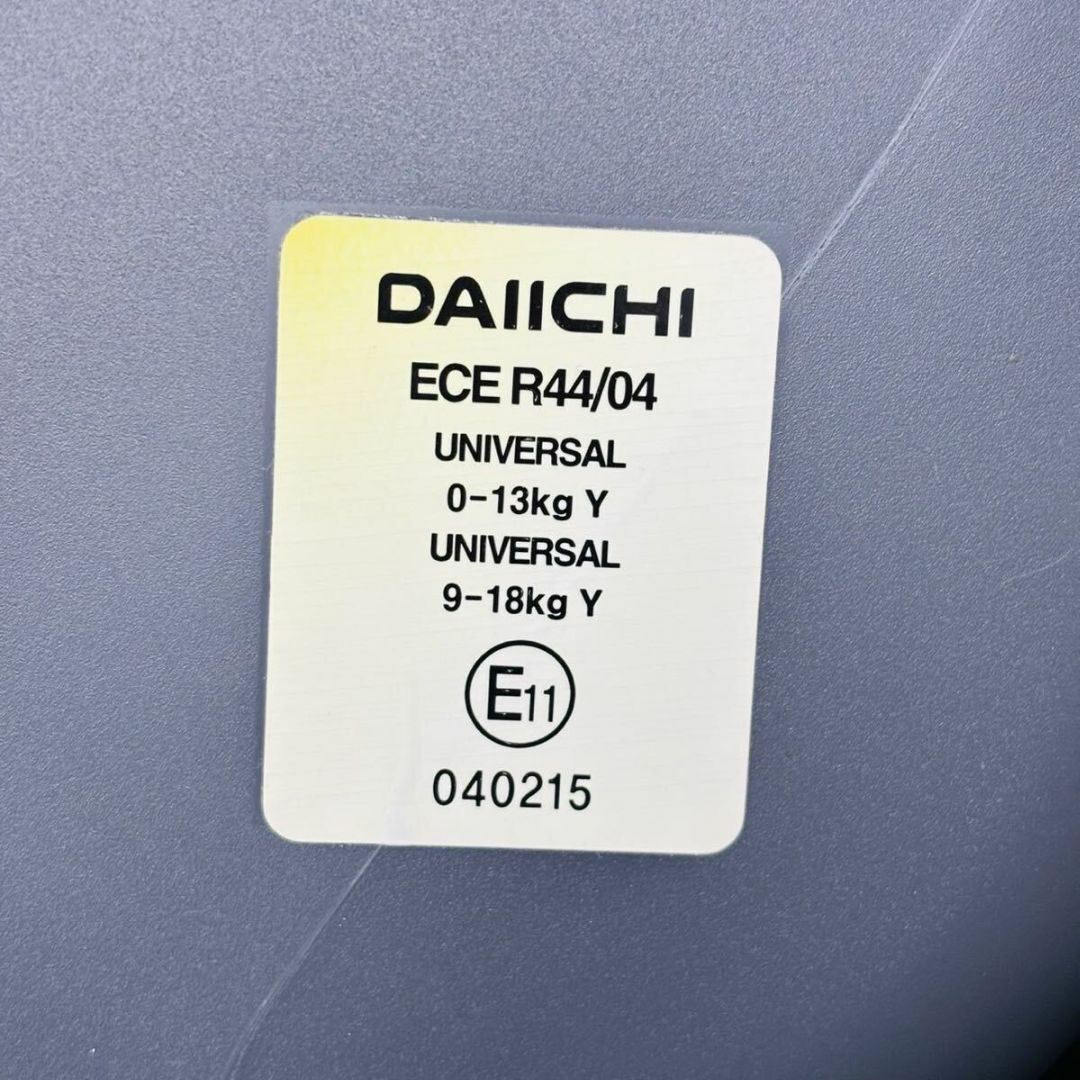 DAIICHI
ECE R44/04
UNIVERSAL
0-13kg Y
UNIVERSAL
9-18kg Y
E11
040215